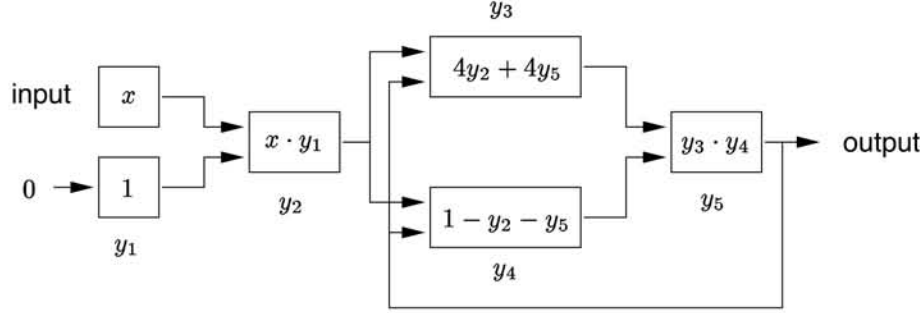 y₃
4y₂ + 4y₅
input
x
x · y₁
y₃ · y₄
output
0
1
y₂
1 − y₂ − y₅
y₅
y₁
y₄